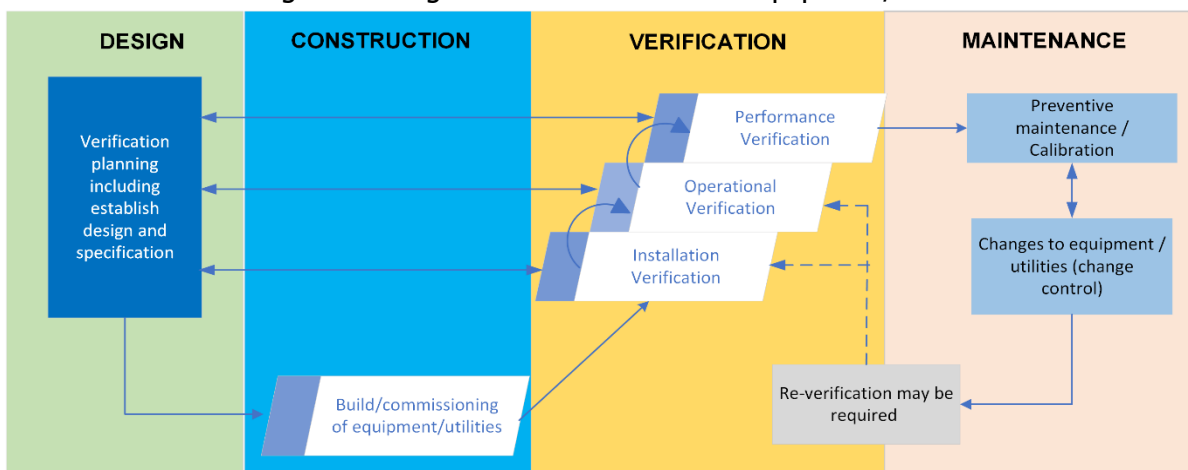 DESIGN
CONSTRUCTION
VERIFICATION
MAINTENANCE
Verification
planning
including
establish
design and
specification
Performance
Verification
Operational
Verification
Installation
Verification
Build/commissioning
of equipment/utilities
Preventive
maintenance /
Calibration
Changes to equipment /
utilities (change
control)
Re-verification may be
required